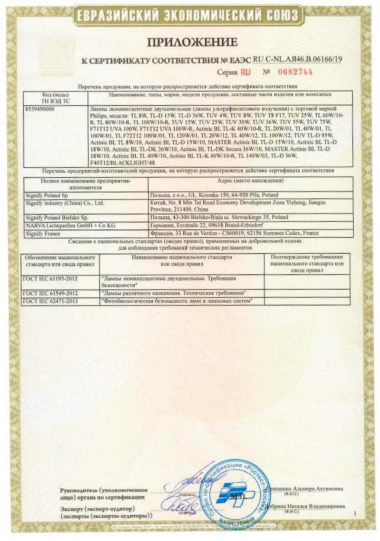 ЕВРАЗИЙСКИЙ ЭКОНОМИЧЕСКИЙ СОЮЗ
ПРИЛОЖЕНИЕ
К СЕРТИФИКАТУ СООТВЕТСТВИЯ № ЕАЭС RU C-NL.АЯ46.В.06166/19
Серия RU № 0682744
Перечень продукции, на которую распространяется действие сертификата соответствия
Код (коды) ТН ВЭД ТС
Наименование, типы, марки, модели продукции, составные части изделия или комплекса
8539490000
Лампы люминесцентные двухцокольные (лампы ультрафиолетового излучения) с торговой маркой
Philips, модели: TL 8W, TL-D 15W, TL-D 36W, TUV 4W, TUV 8W, TUV T8 F17, TUV 25W, TL 60W/10-
R, TL 80W/10-R, TL 100W/10-R, TUV 15W, TUV 25W, TUV 30W, TUV 36W, TUV 55W, TUV 75W,
F71T12 UVA 100W, F71T12 UVA 100W-R, Actinic BL TL-K 40W/10-R, TL 20W/01, TL 40W/01, TL
100W/01, F72T12 100W/01, TL 120W/01, TL 20W/12, TL 40W/12, TL 100W/12, TUV TL-D 95W,
Actinic BL TL 8W/10, Actinic BL TL-D 15W/10, MASTER Actinic BL TL-D 15W/10, Actinic BL TL-D
18W/10, Actinic BL TL-DK 36W/10, Actinic BL TL-DK Secura 36W/10, MASTER Actinic BL TL-D
18W/10, Actinic BL TL 40W/10, Actinic BL TL-K 60W/10-R, TL 140W/03, TL-D 36W,
F40T12/BL, ACKLIGHT/48
Перечень предприятий-изготовителей продукции, на которую распространяется действие сертификата соответствия
Полное наименование предприятия-изготовителя
Адрес (место нахождения)
Signify Poland Sp
Польша, z o.o., UL. Kossaka 150, 64-920 Pila, Poland
Signify industry (China) Co., Ltd.
Китай, No. 8 Min Tai Road Economy Development Zone Yizheng, Jiangsu
Province, 211400, China
Signify Poland Bielsko Sp.
Польша, 43-300 Bielsko-Biala ul. Slowackiego 35, Poland
NARVA Lichtquellen GmbH + Co KG
Германия, Erzstraße 22, 09618 Brand-Erbisdorf
Signify France
Франция, 33 Rue de Verdun - CS60019, 92156 Suresnes Cedex, France
Сведения о национальных стандартах (сводах правил), применяемых на добровольной основе
для соблюдения требований технических регламентов
Обозначение национального стандарта или свода правил
Наименование национального стандарта или свода правил
Подтверждение требованиям национального стандарта или свода правил
ГОСТ IEC 61195-2012
"Лампы люминесцентные двухцокольные. Требования
безопасности"
ГОСТ IEC 61549-2012
"Лампы различного назначения. Технические требования"
ГОСТ IEC 62471-2013
"Фотобиологическая безопасность ламп и ламповых систем"
Руководитель (уполномоченное
лицо) органа по сертификации
Альмира Антиковна
(Ф.И.О.)
Эксперт (эксперт-аудитор)
(эксперты (эксперты-аудиторы))
Наталья Владимировна
(Ф.И.О.)